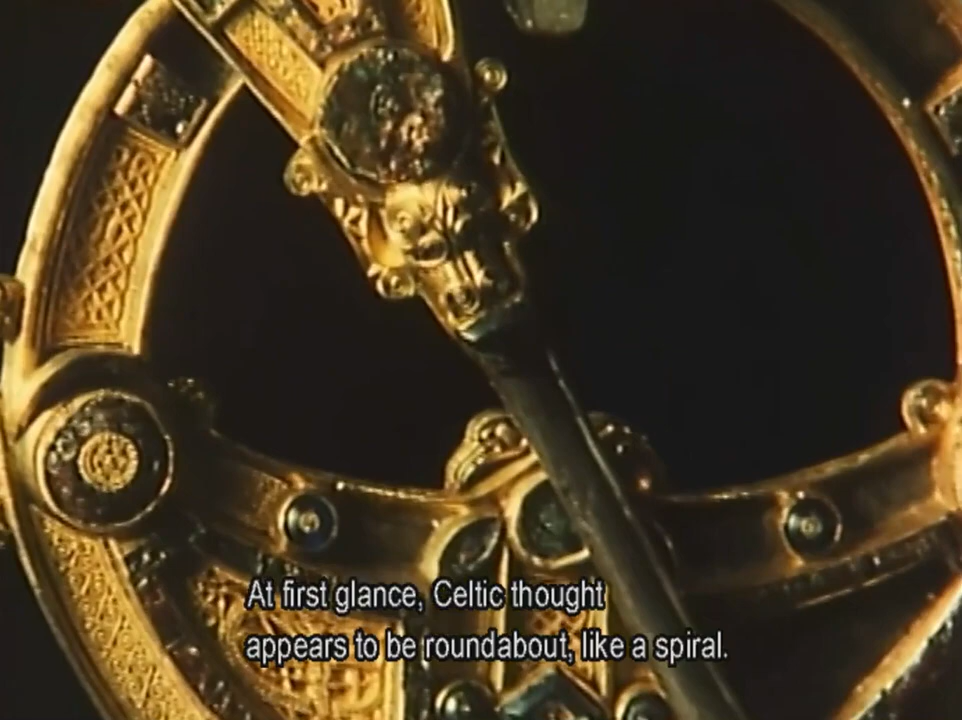 At first glance, Celtic thought
appears to be roundabout, like a spiral.